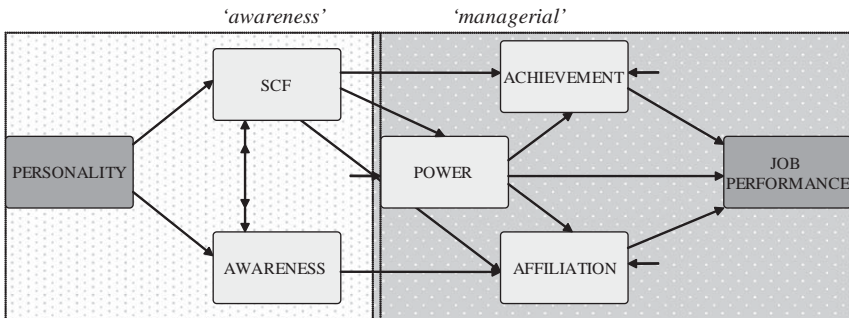 ‘awareness’ ‘managerial’
SCF
ACHIEVEMENT
PERSONALITY
POWER
JOB
PERFORMANCE
AWARENESS
AFFILIATION